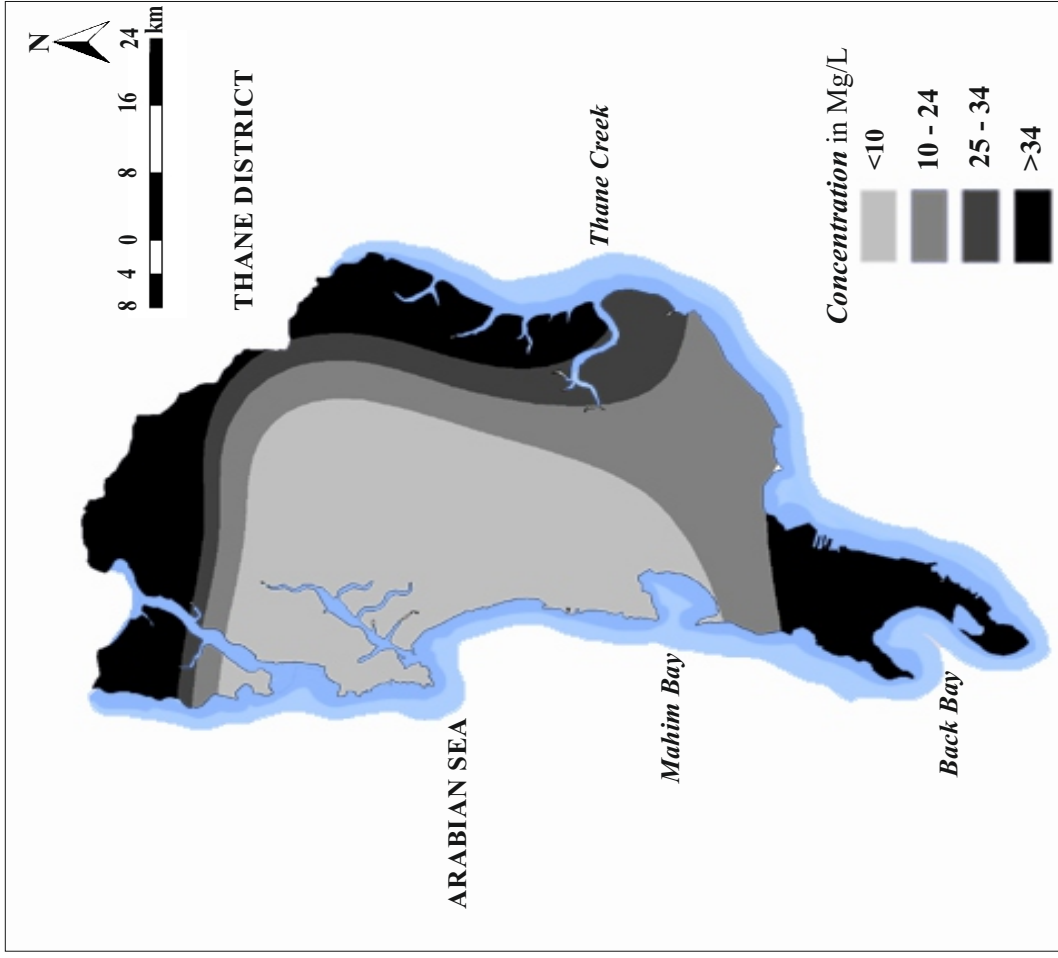 N
8 4 0 8 16 24
km
THANE DISTRICT
Thane Creek
ARABIAN SEA
Mahim Bay
Back Bay
Concentration in Mg/L
<10
10 - 24
25 - 34
>34